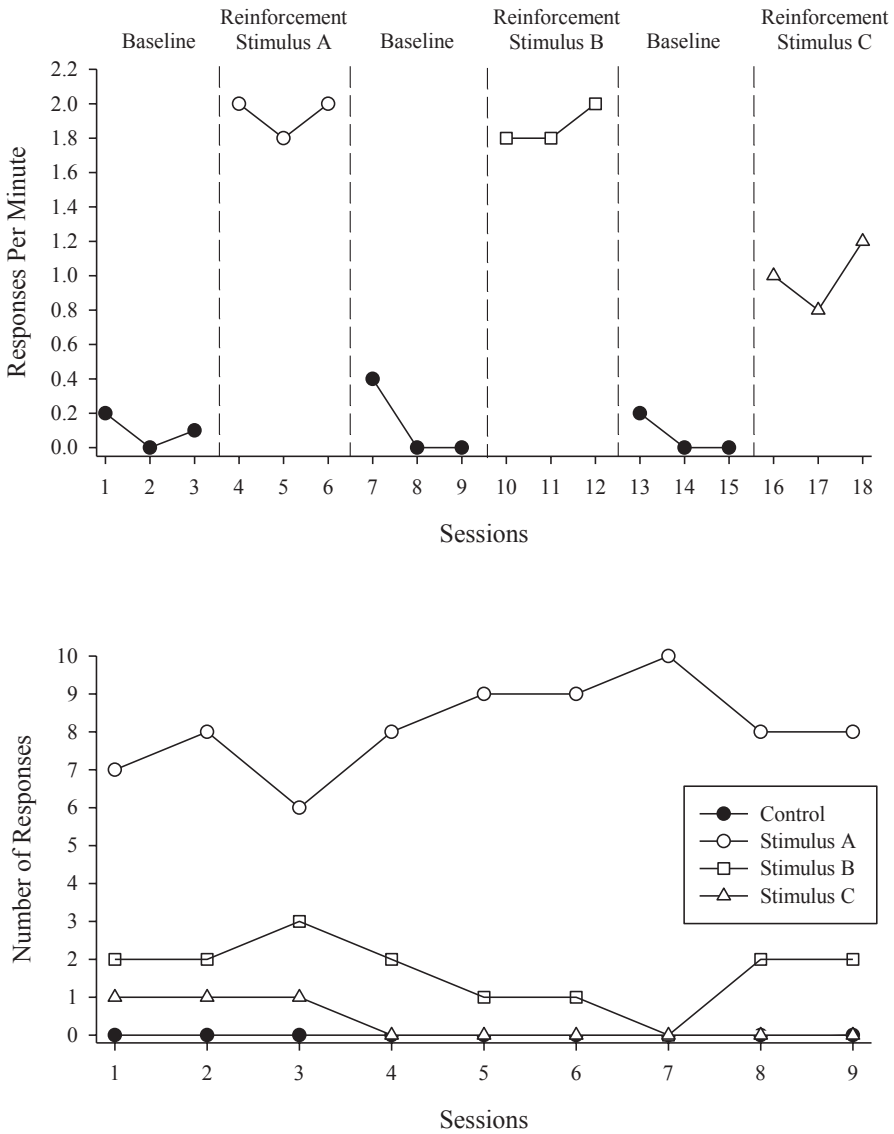 Reinforcement Reinforcement Reinforcement
Baseline Stimulus A Baseline Stimulus B Baseline Stimulus C
2.2
2.0
1.8
1.6
1.4
1.2
1.0
0.8
0.6
0.4
0.2
0.0
Responses Per Minute
1 2 3 4 5 6 7 8 9 10 11 12 13 14 15 16 17 18
Sessions
10
9
8
7
6
5
4
3
2
1
0
Number of Responses
Control
Stimulus A
Stimulus B
Stimulus C
1 2 3 4 5 6 7 8 9
Sessions